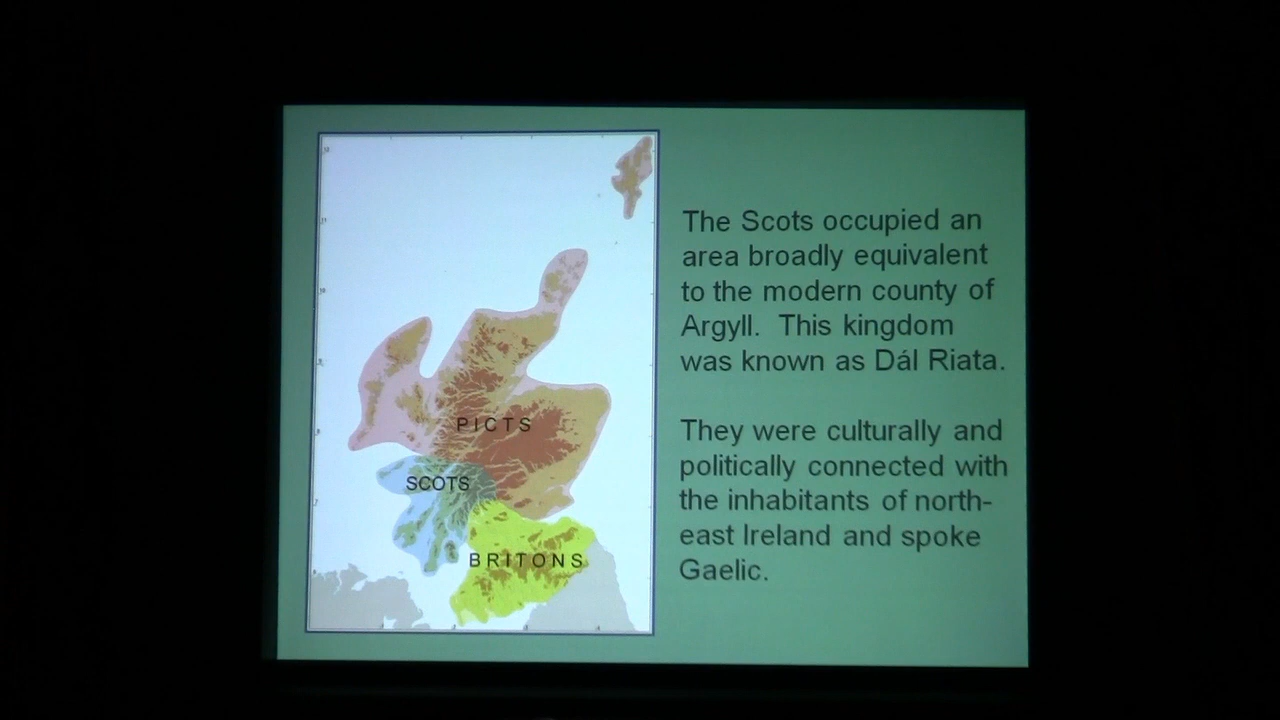 PICTS
SCOTS
BRITONS
The Scots occupied an
area broadly equivalent
to the modern county of
Argyll. This kingdom
was known as Dál Riata.
They were culturally and
politically connected with
the inhabitants of north-
east Ireland and spoke
Gaelic.